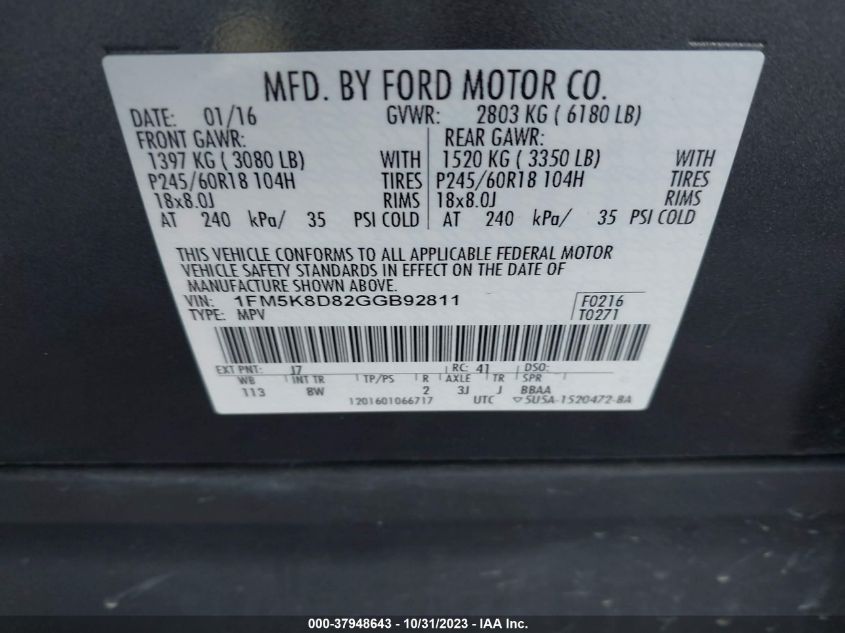 MFD. BY FORD MOTOR CO.
DATE: 01/16 GVWR: 2803 KG ( 6180 LB)
FRONT GAWR: REAR GAWR:
1397 KG ( 3080 LB) WITH 1520 KG ( 3350 LB) WITH
P245/60R18 104H TIRES P245/60R18 104H TIRES
18x8.0J RIMS 18x8.0J RIMS
AT 240 kPa/ 35 PSI COLD AT 240 kPa/ 35 PSI COLD
THIS VEHICLE CONFORMS TO ALL APPLICABLE FEDERAL MOTOR
VEHICLE SAFETY STANDARDS IN EFFECT ON THE DATE OF
MANUFACTURE SHOWN ABOVE.
VIN: 1FM5K8D82GGB92811 F0216
TYPE: MPV T0271
EXT PNT: J7 RC: 41 DSO:
WB INT TR TP/PS R AXLE TR SPR
113 8W 2 3J J BBAA
1201601066717 UTC ▽5U5A-1520472-BA
000-37948643 - 10/31/2023 - IAA Inc.